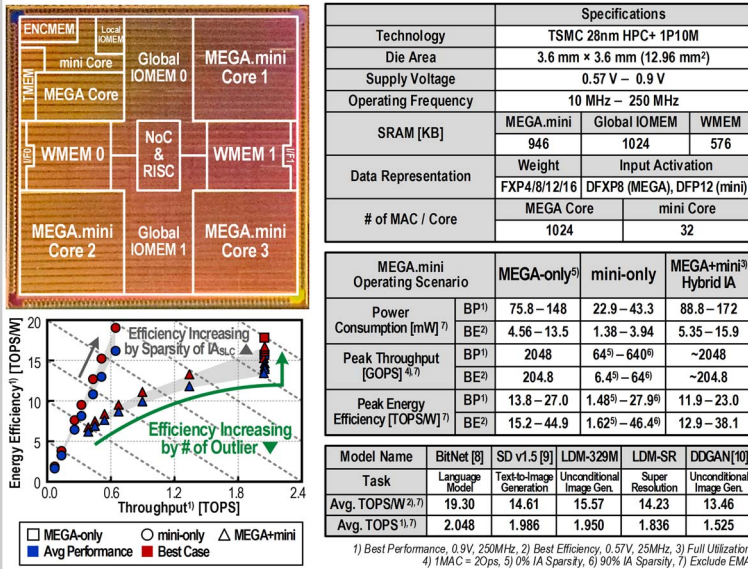 ENCMEM
Local
IOMEM
mini Core
TMEM
MEGA Core
Global
IOMEM 0
MEGA.mini
Core 1
I/F0
WMEM 0
NoC
&
RISC
WMEM 1
I/F1
MEGA.mini
Core 2
Global
IOMEM 1
MEGA.mini
Core 3
Energy Efficiency1) [TOPS/W]
20
15
10
5
0
Efficiency Increasing
by Sparsity of IASLC
Efficiency Increasing
by # of Outlier
0.0 0.6 1.2 1.8 2.4
Throughput1) [TOPS]
MEGA-only mini-only MEGA+mini
Avg Performance Best Case
Specifications
Technology TSMC 28nm HPC+ 1P10M
Die Area 3.6 mm × 3.6 mm (12.96 mm2)
Supply Voltage 0.57 V – 0.9 V
Operating Frequency 10 MHz – 250 MHz
SRAM [KB] MEGA.mini Global IOMEM WMEM
946 1024 576
Data Representation Weight Input Activation
FXP4/8/12/16 DFXP8 (MEGA), DFP12 (mini)
# of MAC / Core MEGA Core mini Core
1024 32
MEGA.mini
Operating Scenario MEGA-only5) mini-only MEGA+mini3)
Hybrid IA
Power
Consumption [mW] 7) BP1) 75.8 – 148 22.9 – 43.3 88.8 – 172
BE2) 4.56 – 13.5 1.38 – 3.94 5.35 – 15.9
Peak Throughput
[GOPS] 4),7) BP1) 2048 645) – 6406) ~2048
BE2) 204.8 6.45) – 646) ~204.8
Peak Energy
Efficiency [TOPS/W] 7) BP1) 13.8 – 27.0 1.485) – 27.96) 11.9 – 23.0
BE2) 15.2 – 44.9 1.625) – 46.46) 12.9 – 38.1
Model Name BitNet [8] SD v1.5 [9] LDM-329M LDM-SR DDGAN[10]
Task Language
Model Text-to-Image
Generation Unconditional
Image Gen. Super
Resolution Unconditional
Image Gen.
Avg. TOPS/W2),7) 19.30 14.61 15.57 14.23 13.46
Avg. TOPS1),7) 2.048 1.986 1.950 1.836 1.525
1) Best Performance, 0.9V, 250MHz, 2) Best Efficiency, 0.57V, 25MHz, 3) Full Utilization
4) 1MAC = 2Ops, 5) 0% IA Sparsity, 6) 90% IA Sparsity, 7) Exclude EMA